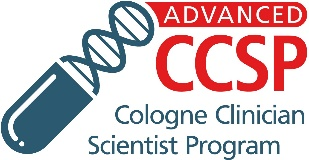 ADVANCED
CCSP
Cologne Clinician
Scientist Program